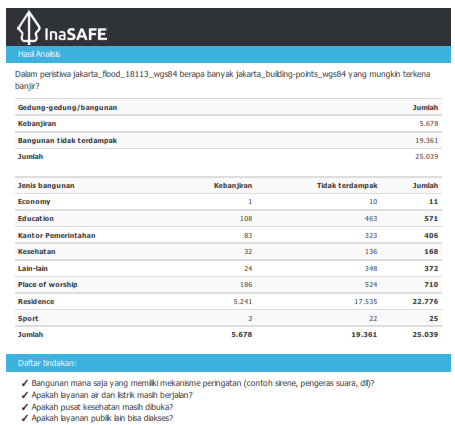 InaSAFE
Hasil Analisis
Dalam peristiwa jakarta_flood_18113_wgs84 berapa banyak jakarta_building-points_wgs84 yang mungkin terkena
banjir?
Gedung-gedung/bangunan Jumlah
Kebanjiran 5.678
Bangunan tidak terdampak 19.361
Jumlah 25.039
Jenis bangunan Kebanjiran Tidak terdampak Jumlah
Economy 1 10 11
Education 108 463 571
Kantor Pemerintahan 83 323 406
Kesehatan 32 136 168
Lain-lain 24 348 372
Place of worship 186 524 710
Residence 5.241 17.535 22.776
Sport 3 22 25
Jumlah 5.678 19.361 25.039
Daftar tindakan:
✓ Bangunan mana saja yang memiliki mekanisme peringatan (contoh sirene, pengeras suara, dll)?
✓ Apakah layanan air dan listrik masih berjalan?
✓ Apakah pusat kesehatan masih dibuka?
✓ Apakah layanan publik lain bisa diakses?